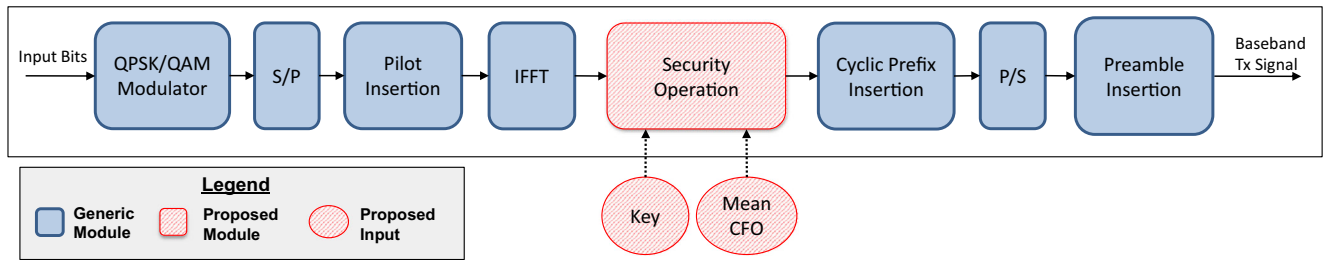 Input Bits
QPSK/QAM
Modulator
S/P
Pilot
Insertion
IFFT
Security
Operation
Cyclic Prefix
Insertion
P/S
Preamble
Insertion
Baseband
Tx Signal
Key
Mean
CFO
Legend
Generic
Module
Proposed
Module
Proposed
Input